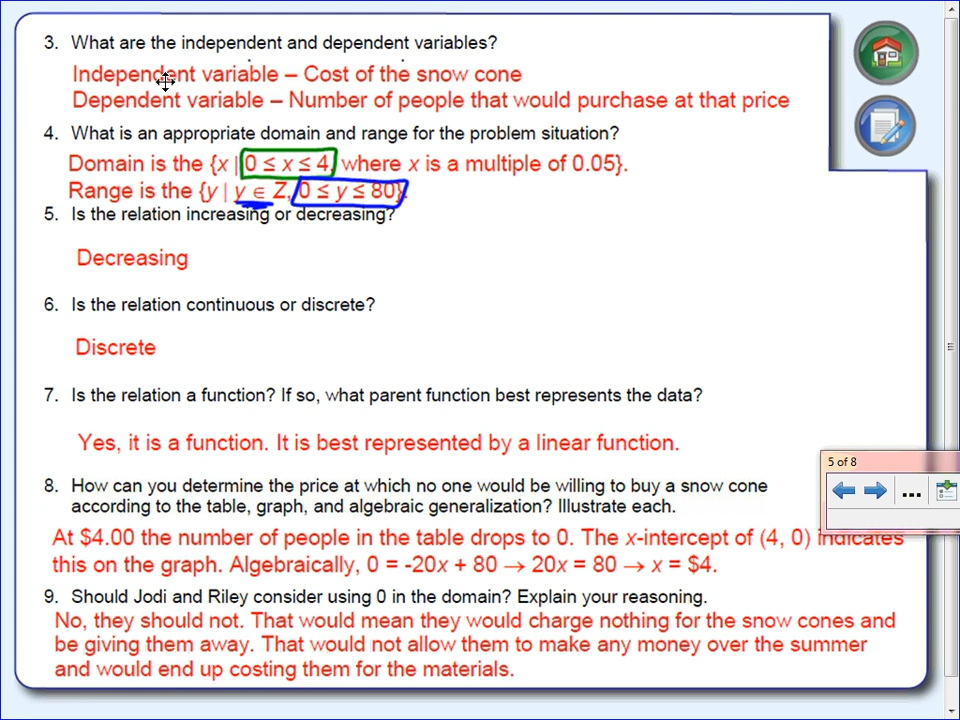 3. What are the independent and dependent variables?
Independent variable – Cost of the snow cone
Dependent variable – Number of people that would purchase at that price
4. What is an appropriate domain and range for the problem situation?
Domain is the {x | 0 ≤ x ≤ 4, where x is a multiple of 0.05}.
Range is the {y | y ∈ Z, 0 ≤ y ≤ 80}.
5. Is the relation increasing or decreasing?
Decreasing
6. Is the relation continuous or discrete?
Discrete
7. Is the relation a function? If so, what parent function best represents the data?
Yes, it is a function. It is best represented by a linear function.
5 of 8
8. How can you determine the price at which no one would be willing to buy a snow cone
according to the table, graph, and algebraic generalization? Illustrate each.
At $4.00 the number of people in the table drops to 0. The x-intercept of (4, 0) indicates
this on the graph. Algebraically, 0 = -20x + 80 → 20x = 80 → x = $4.
9. Should Jodi and Riley consider using 0 in the domain? Explain your reasoning.
No, they should not. That would mean they would charge nothing for the snow cones and
be giving them away. That would not allow them to make any money over the summer
and would end up costing them for the materials.